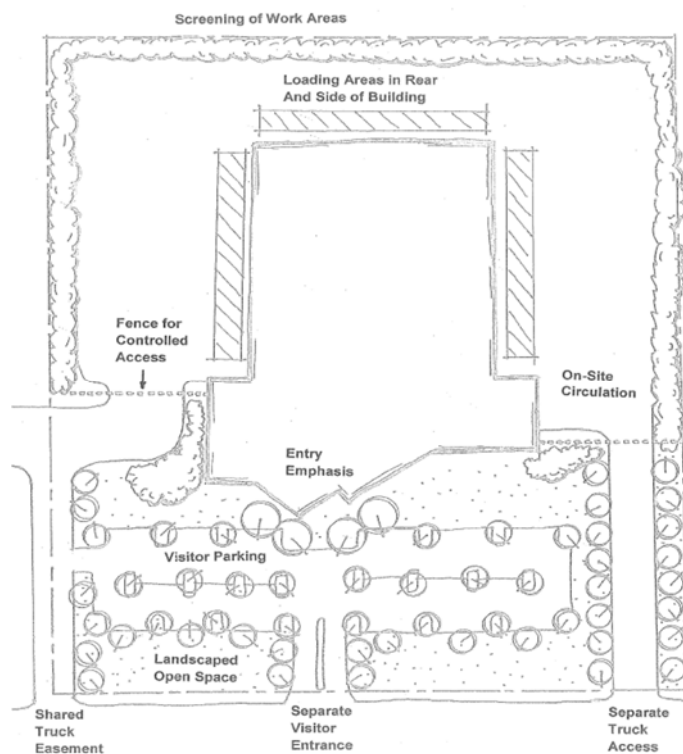 Screening of Work Areas
Loading Areas in Rear
And Side of Building
Fence for
Controlled
Access
On-Site
Circulation
Entry
Emphasis
Visitor Parking
Landscaped
Open Space
Shared
Truck
Easement
Separate
Visitor
Entrance
Separate
Truck
Access